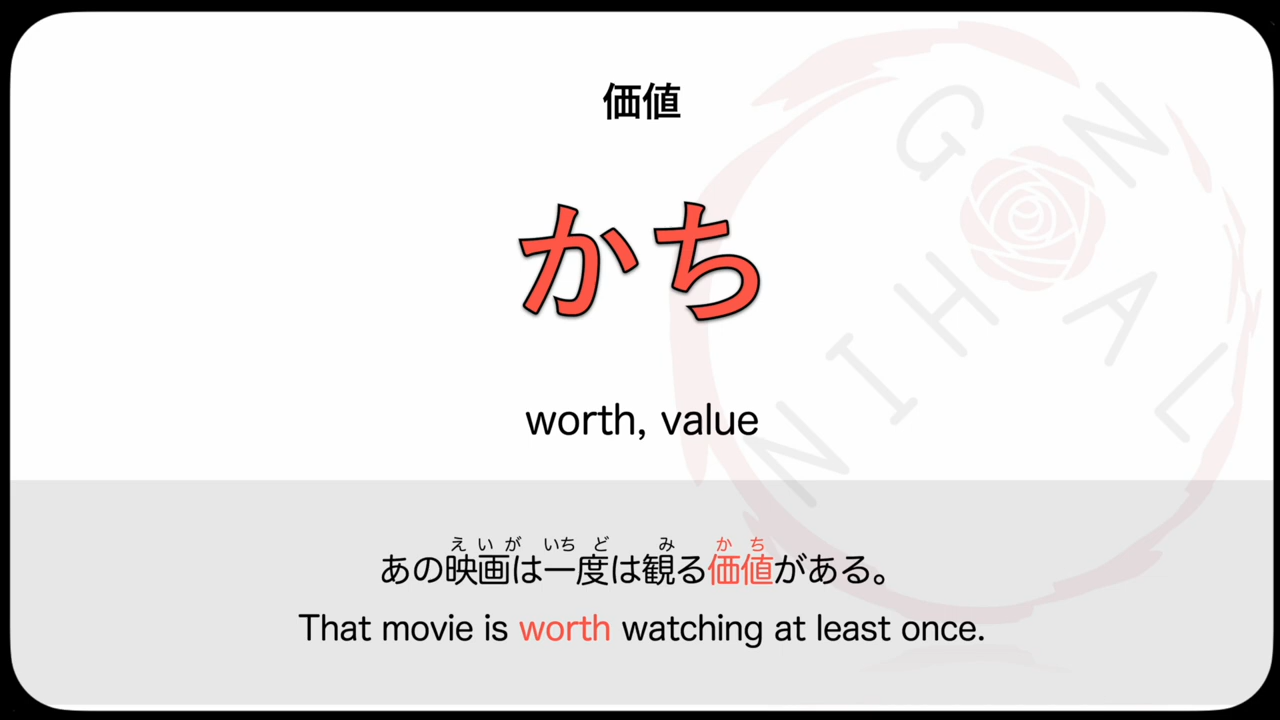 価値
かち
worth, value
えいが いちど み かち
あの映画は一度は観る価値がある。
That movie is worth watching at least once.
NIHON
GAL